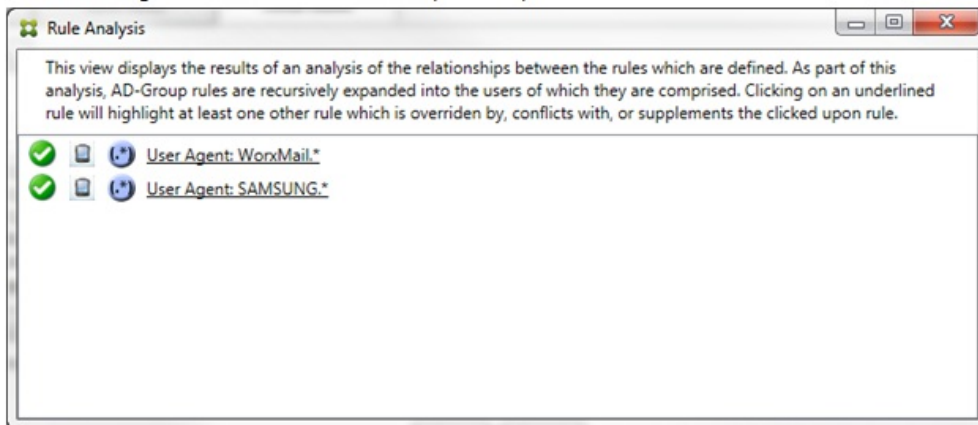 Rule Analysis
This view displays the results of an analysis of the relationships between the rules which are defined. As part of this
analysis, AD-Group rules are recursively expanded into the users of which they are comprised. Clicking on an underlined
rule will highlight at least one other rule which is overriden by, conflicts with, or supplements the clicked upon rule.
(.*) User Agent: WorxMail.*
(.*) User Agent: SAMSUNG.*